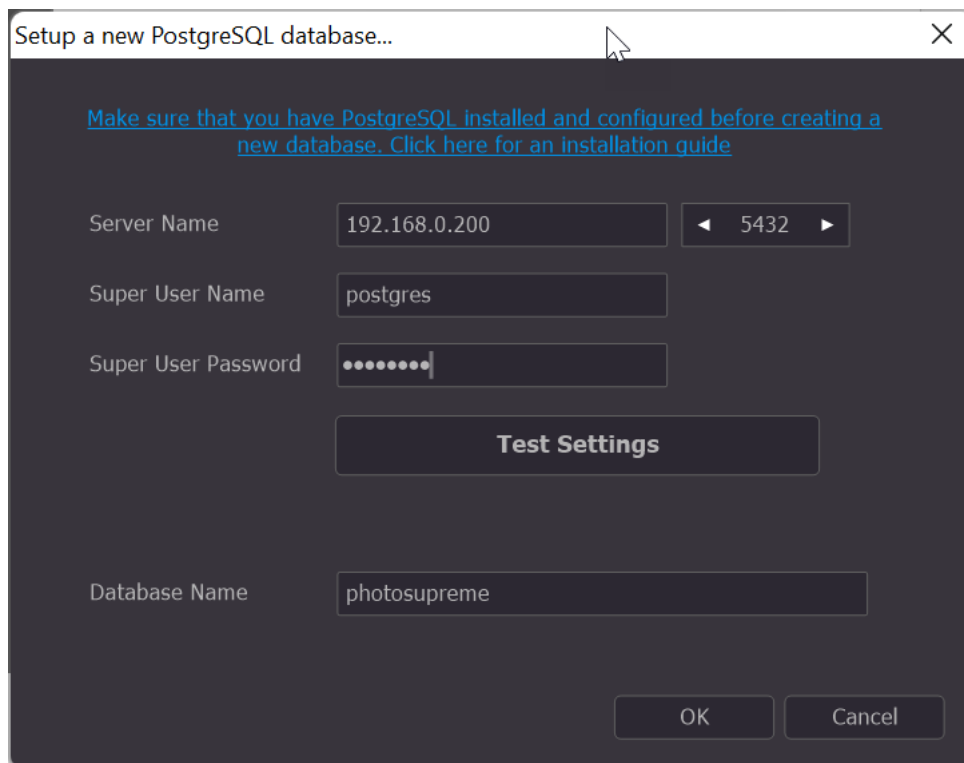 Setup a new PostgreSQL database...
Make sure that you have PostgreSQL installed and configured before creating a
new database. Click here for an installation guide
Server Name 192.168.0.200 5432
Super User Name postgres
Super User Password ••••••••
Test Settings
Database Name photosupreme
OK Cancel